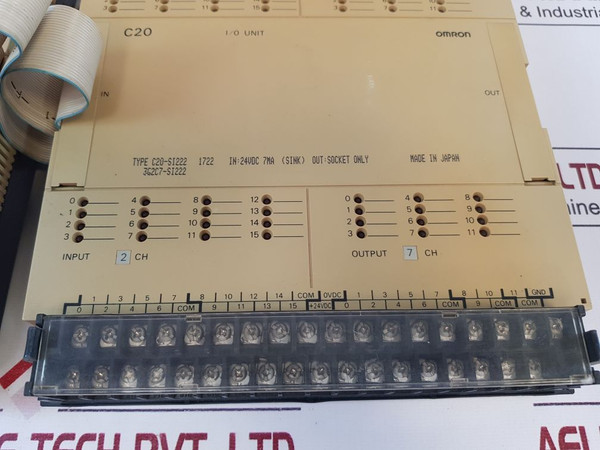 11 15 3 7 11
& Industria
C20 I/O UNIT OMRON
IN OUT
TYPE C20-SI222 1722 IN:24VDC 7MA (SINK) OUT:SOCKET ONLY MADE IN JAPAN
3G2C7-SI222
LTD
0 4 8 12 0 4 8
1 5 9 13 1 5 9
2 6 10 14 2 6 10
3 7 11 15 3 7 11
INPUT 2 CH OUTPUT 7 CH
1 3 5 7 8 10 12 14 COM 0VDC 1 3 5 7 8 10 11 GND
0 2 4 6 COM 9 11 13 15 +24VDC 0 2 4 6 COM 9 COM COM
E TECH PVT. LTD